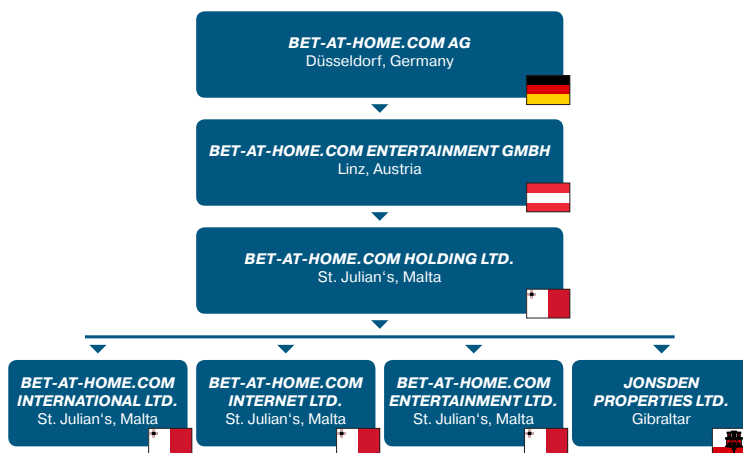 BET-AT-HOME.COM AG
Düsseldorf, Germany
BET-AT-HOME.COM ENTERTAINMENT GMBH
Linz, Austria
BET-AT-HOME.COM HOLDING LTD.
St. Julian‘s, Malta
BET-AT-HOME.COM
INTERNATIONAL LTD.
St. Julian‘s, Malta
BET-AT-HOME.COM
INTERNET LTD.
St. Julian‘s, Malta
BET-AT-HOME.COM
ENTERTAINMENT LTD.
St. Julian‘s, Malta
JONSDEN
PROPERTIES LTD.
Gibraltar